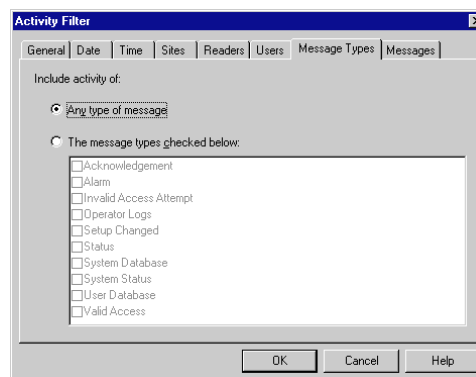 Activity Filter
General Date Time Sites Readers Users Message Types Messages
Include activity of:
Any type of message
The message types checked below:
Acknowledgement
Alarm
Invalid Access Attempt
Operator Logs
Setup Changed
Status
System Database
System Status
User Database
Valid Access
OK Cancel Help